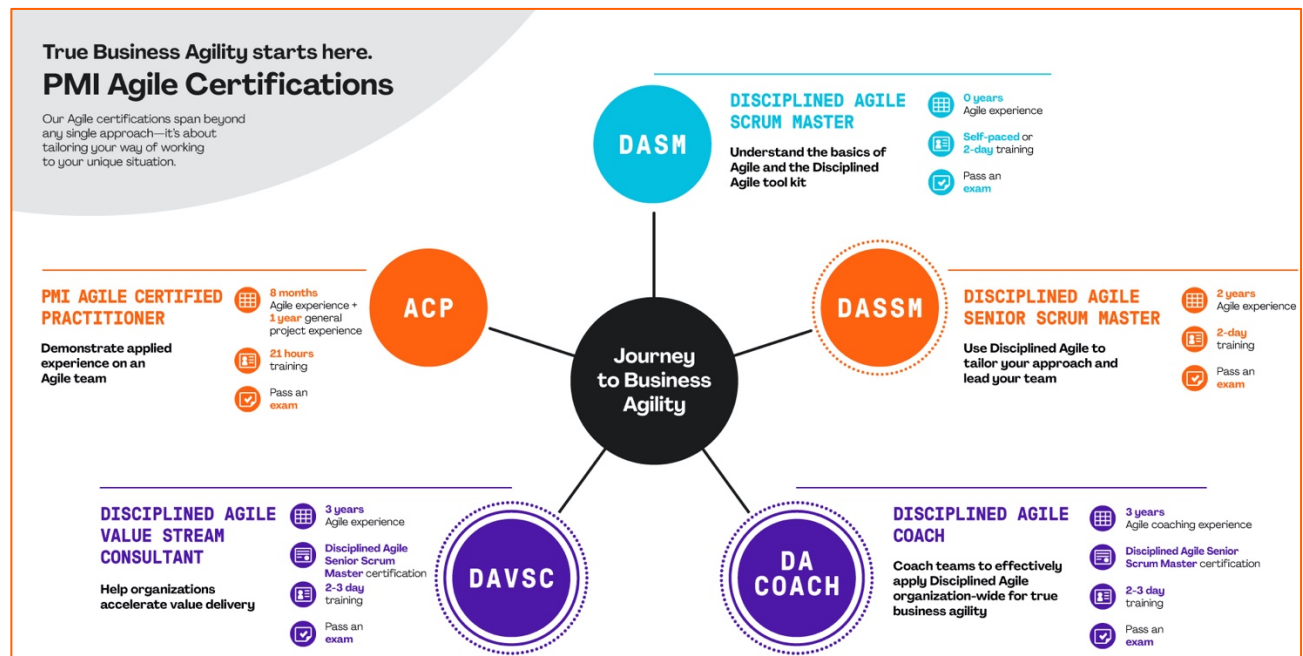 True Business Agility starts here.
PMI Agile Certifications
Our Agile certifications span beyond
any single approach—it's about
tailoring your way of working
to your unique situation.
DASM
DISCIPLINED AGILE
SCRUM MASTER
Understand the basics of
Agile and the Disciplined
Agile tool kit
0 years
Agile experience
Self-paced or
2-day training
Pass an
exam
PMI AGILE CERTIFIED
PRACTITIONER
Demonstrate applied
experience on an
Agile team
8 months
Agile experience +
1 year general
project experience
21 hours
training
Pass an
exam
ACP
Journey
to Business
Agility
DASSM
DISCIPLINED AGILE
SENIOR SCRUM MASTER
Use Disciplined Agile to
tailor your approach and
lead your team
2 years
Agile experience
2-day
training
Pass an
exam
DISCIPLINED AGILE
VALUE STREAM
CONSULTANT
Help organizations
accelerate value delivery
3 years
Agile experience
Disciplined Agile
Senior Scrum
Master certification
2-3 day
training
Pass an
exam
DAVSC
DA
COACH
DISCIPLINED AGILE
COACH
Coach teams to effectively
apply Disciplined Agile
organization-wide for true
business agility
3 years
Agile coaching experience
Disciplined Agile Senior
Scrum Master certification
2-3 day
training
Pass an
exam